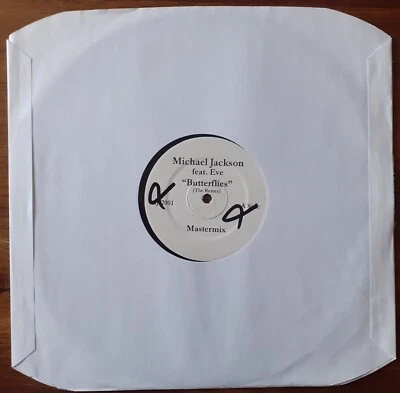 Michael Jackson
feat. Eve
"Butterflies"
(The Remix)
Mastermix